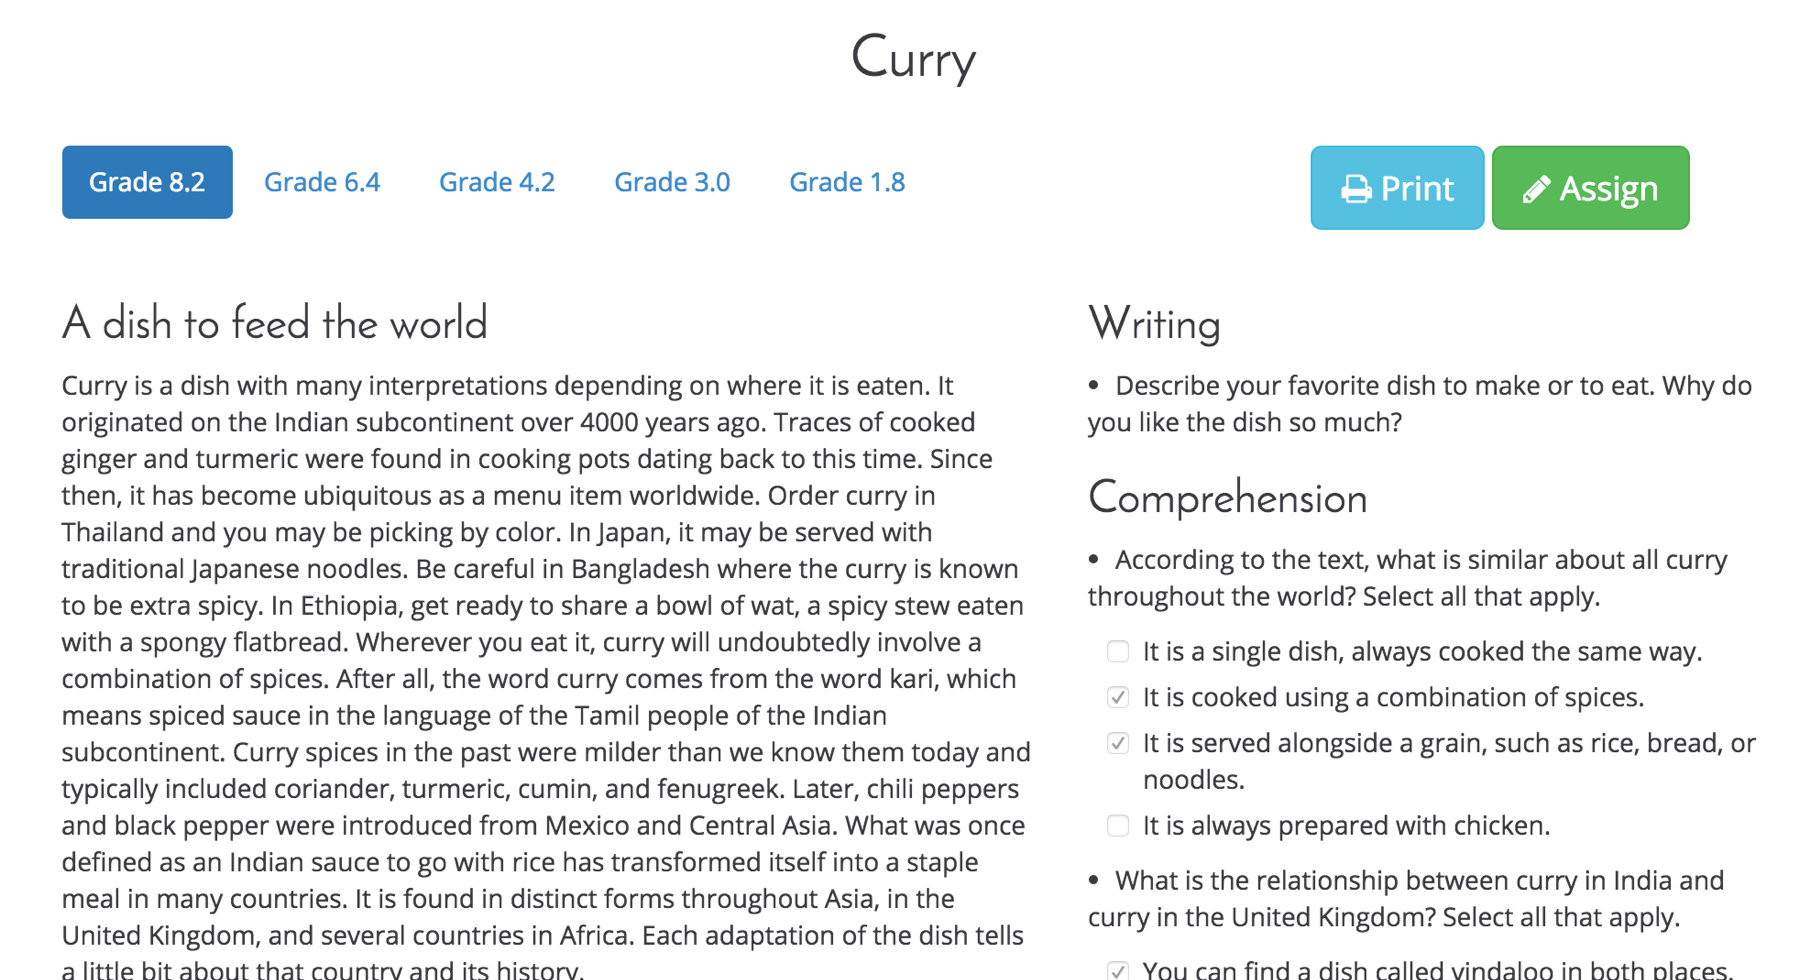 Curry
Grade 8.2
Grade 6.4
Grade 4.2
Grade 3.0
Grade 1.8
Print
Assign
A dish to feed the world
Curry is a dish with many interpretations depending on where it is eaten. It
originated on the Indian subcontinent over 4000 years ago. Traces of cooked
ginger and turmeric were found in cooking pots dating back to this time. Since
then, it has become ubiquitous as a menu item worldwide. Order curry in
Thailand and you may be picking by color. In Japan, it may be served with
traditional Japanese noodles. Be careful in Bangladesh where the curry is known
to be extra spicy. In Ethiopia, get ready to share a bowl of wat, a spicy stew eaten
with a spongy flatbread. Wherever you eat it, curry will undoubtedly involve a
combination of spices. After all, the word curry comes from the word kari, which
means spiced sauce in the language of the Tamil people of the Indian
subcontinent. Curry spices in the past were milder than we know them today and
typically included coriander, turmeric, cumin, and fenugreek. Later, chili peppers
and black pepper were introduced from Mexico and Central Asia. What was once
defined as an Indian sauce to go with rice has transformed itself into a staple
meal in many countries. It is found in distinct forms throughout Asia, in the
United Kingdom, and several countries in Africa. Each adaptation of the dish tells
a little bit about that country and its history.
Writing
• Describe your favorite dish to make or to eat. Why do
you like the dish so much?
Comprehension
• According to the text, what is similar about all curry
throughout the world? Select all that apply.
It is a single dish, always cooked the same way.
It is cooked using a combination of spices.
It is served alongside a grain, such as rice, bread, or
noodles.
It is always prepared with chicken.
• What is the relationship between curry in India and
curry in the United Kingdom? Select all that apply.
You can find a dish called vindaloo in both places.